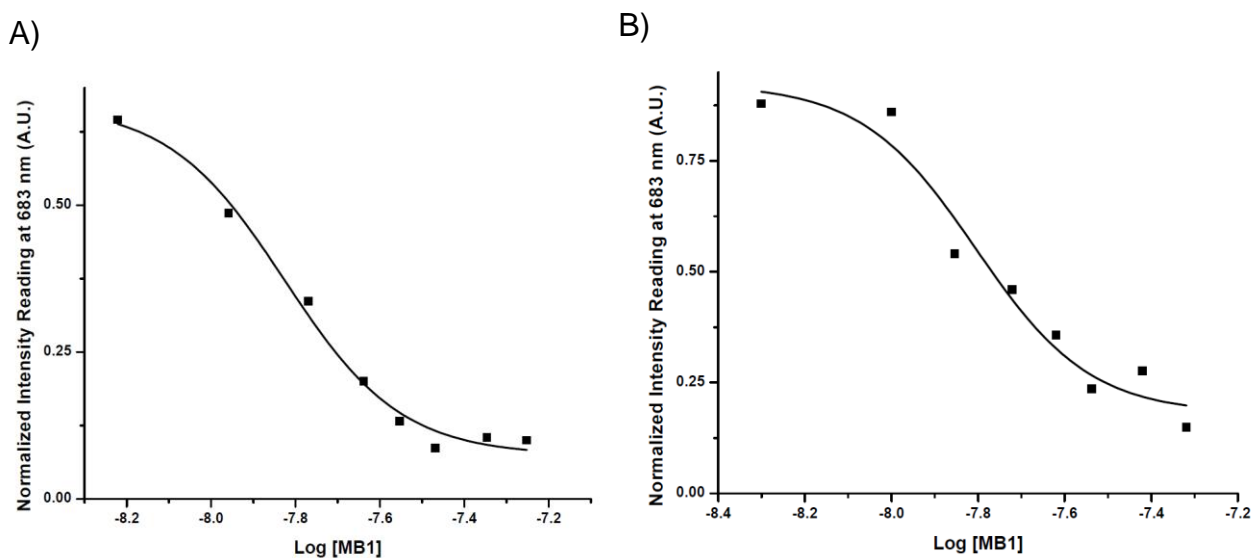 A)
Normalized Intensity Reading at 683 nm (A.U.)
0.50
0.25
0.00
-8.2 -8.0 -7.8 -7.6 -7.4 -7.2
Log [MB1]
B)
Normalized Intensity Reading at 683 nm (A.U.)
0.75
0.50
0.25
0.00
-8.4 -8.2 -8.0 -7.8 -7.6 -7.4 -7.2
Log [MB1]